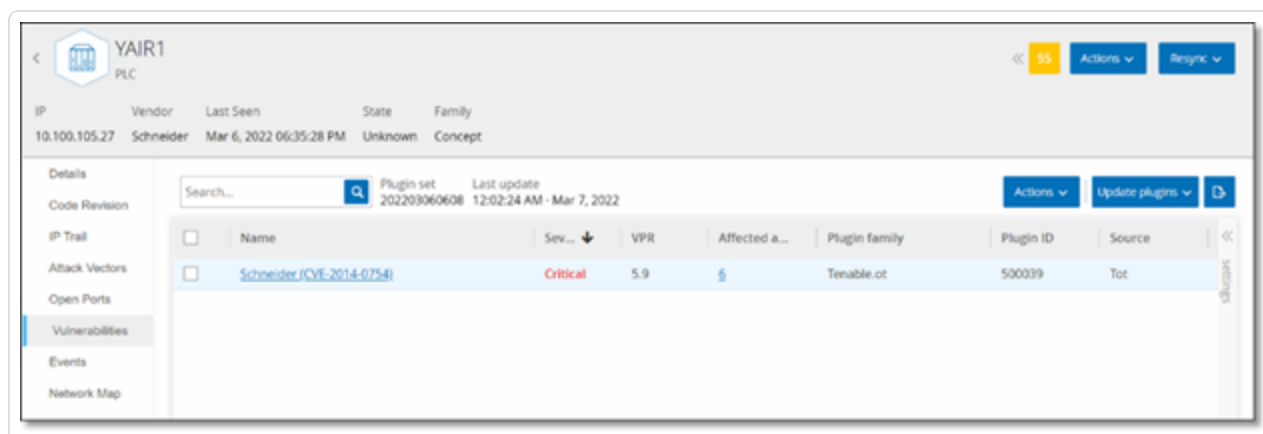 YAIR1
PLC
55 Actions Resync
IP Vendor Last Seen State Family
10.100.105.27 Schneider Mar 6, 2022 06:35:28 PM Unknown Concept
Details
Code Revision
IP Trail
Attack Vectors
Open Ports
Vulnerabilities
Events
Network Map
Search... Plugin set Last update Actions Update plugins
202203060608 12:02:24 AM - Mar 7, 2022
Name Sev... VPR Affected a... Plugin family Plugin ID Source
Schneider (CVE-2014-0754) Critical 5.9 6 Tenable.ot 500039 Tot
settings